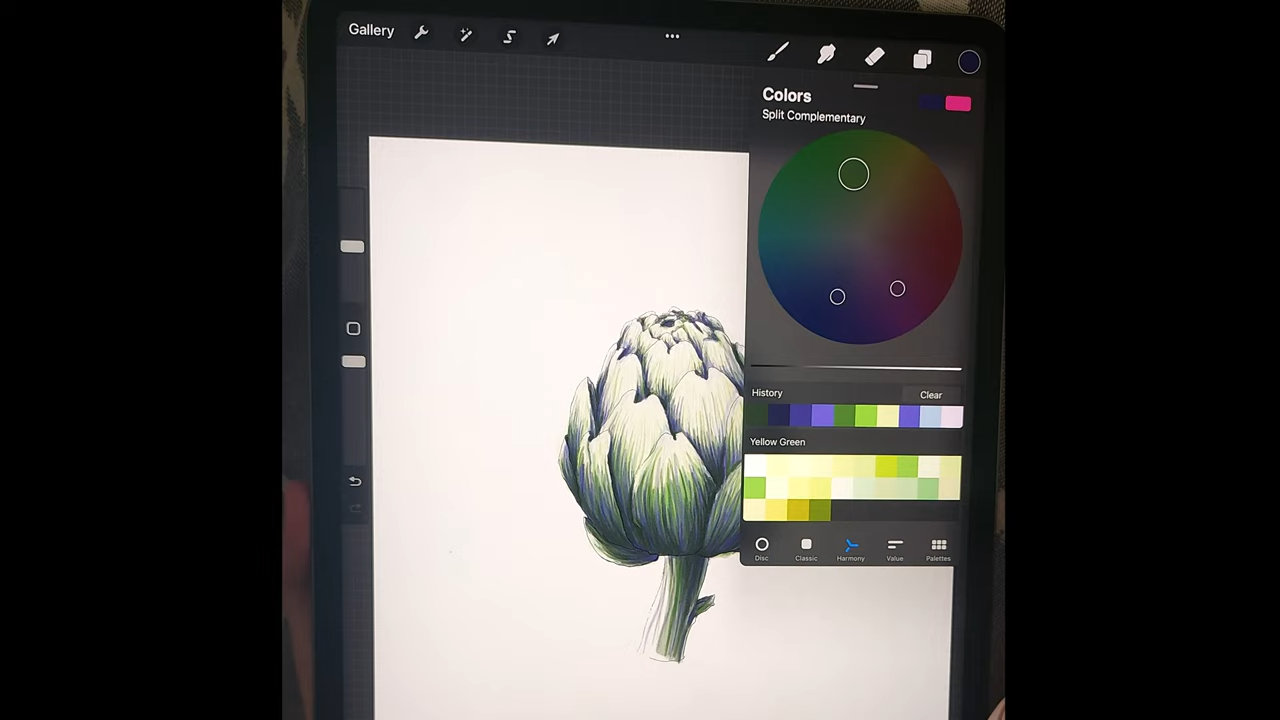 Gallery
Colors
Split Complementary
History
Clear
Yellow Green
Disc
Classic
Harmony
Value
Palettes